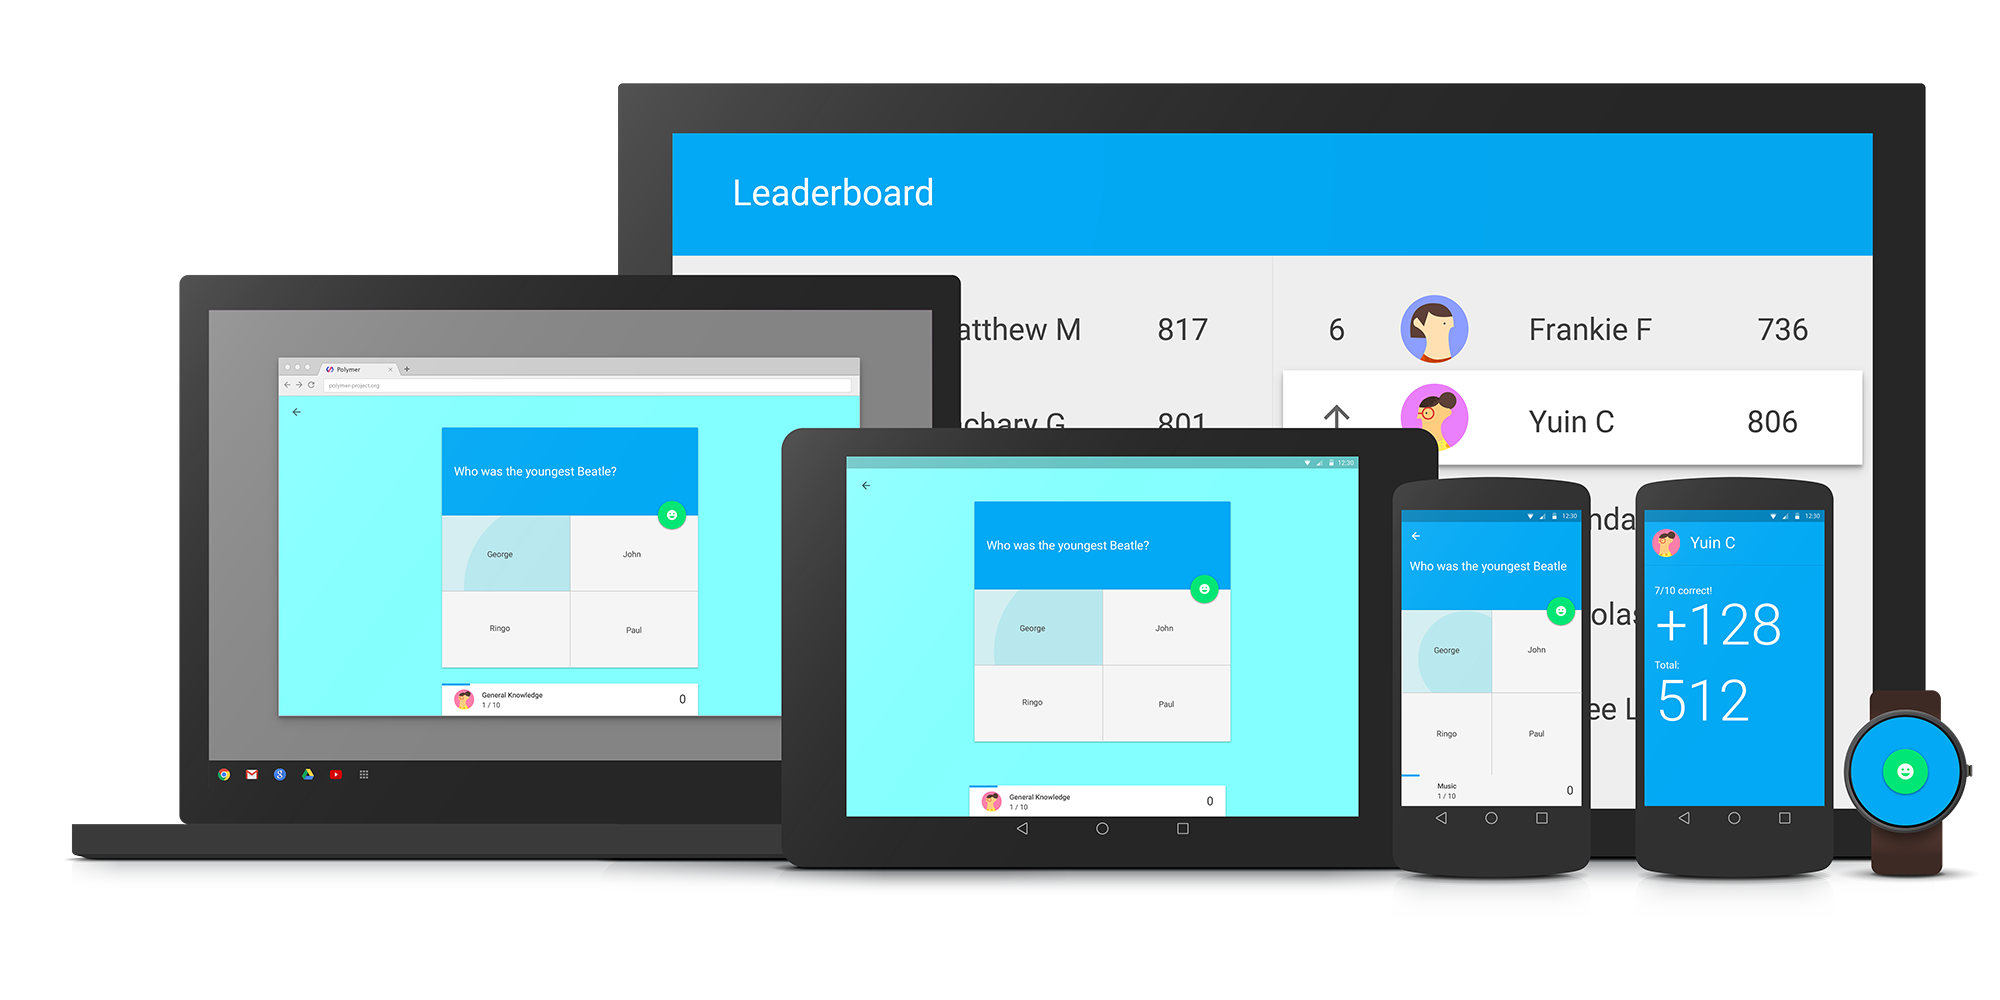 Leaderboard
atthew M 817
6 Frankie F 736
801
Yuin C 806
Polymer
polymer-project.org
Who was the youngest Beatle?
George John
Ringo Paul
General Knowledge
1 / 10
0
12:30
Who was the youngest Beatle?
George John
Ringo Paul
General Knowledge
1 / 10
0
12:30
Who was the youngest Beatle
George John
Ringo Paul
Music
1 / 10
0
nda
olas
ee L
12:30
Yuin C
7/10 correct!
+128
Total:
512